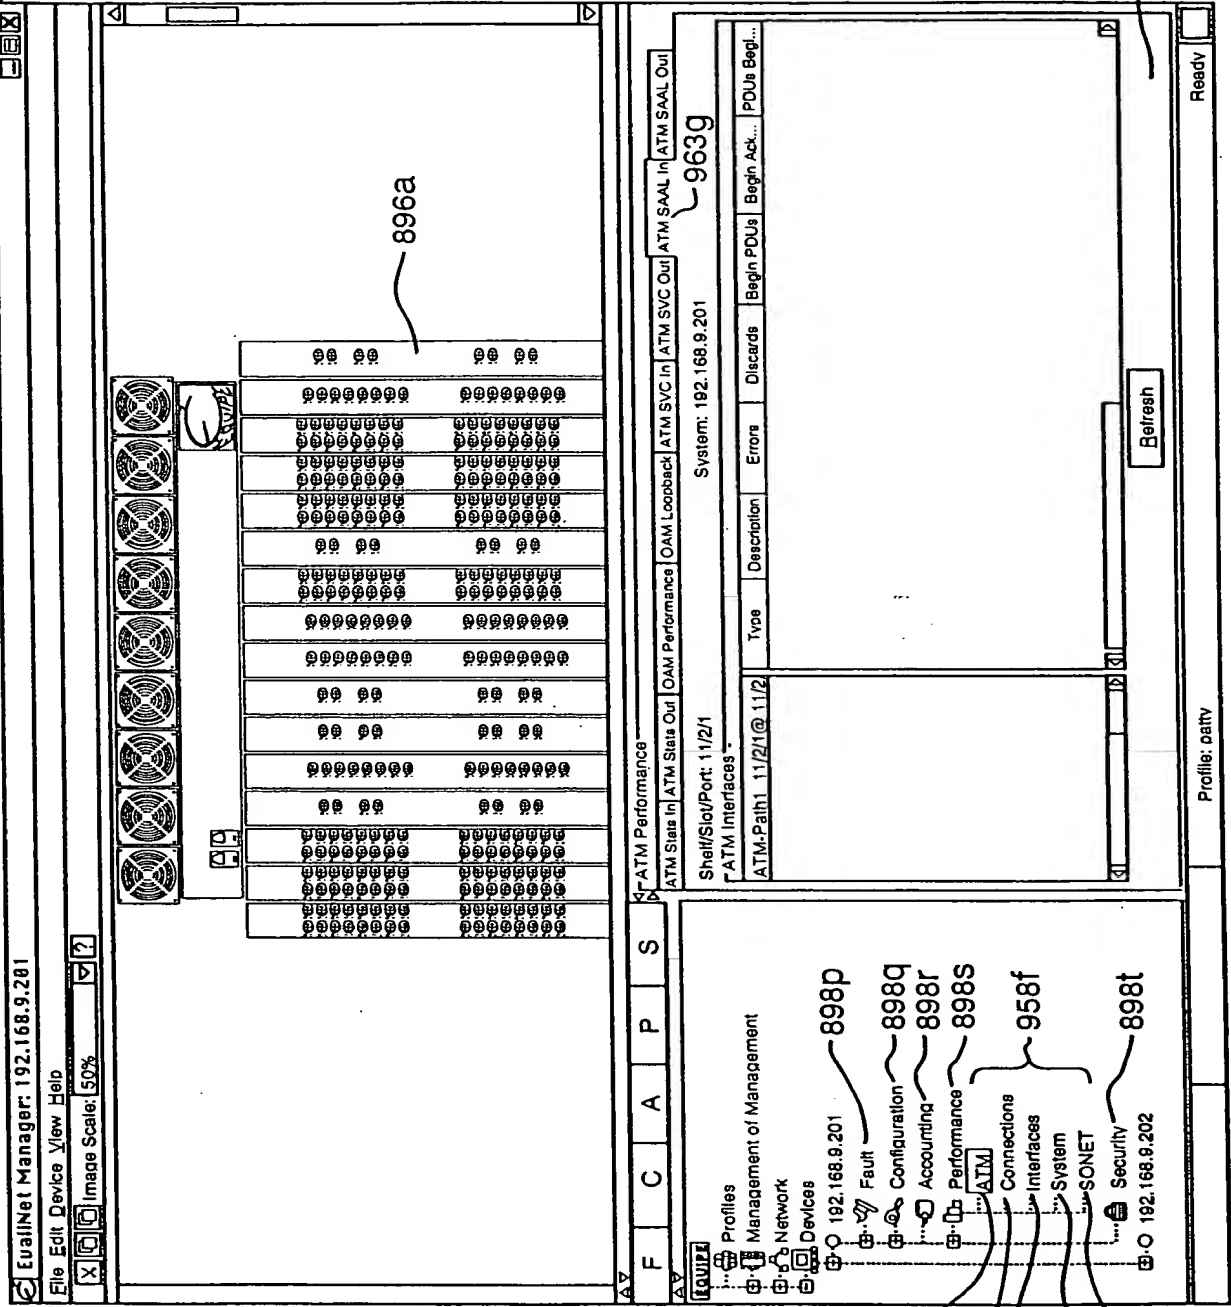 EuallNet Manager: 192.168.9.201
File Edit Device View Help
X Image Scale: 50% ?
896a
F C A P S
EQUIPE
Profiles
Management of Management
Network
Devices
192.168.9.201
898p
Fault
Configuration
898q
Accounting
898r
Performance
898s
ATM
Connections
Interfaces
958f
System
SONET
Security
898t
192.168.9.202
ATM Performance
ATM Stats In ATM Stats Out OAM Performance OAM Loopback ATM SVC In ATM SVC Out ATM SAAL In ATM SAAL Out
963g
Shelf/Slot/Port: 11/2/1 System: 192.168.9.201
ATM Interfaces
ATM-Path1 11/2/1@ 11/2
Type Description Errors Discards Begin PDUs Begin Ack... PDUs Begi...
Refresh
Profile: patty Ready